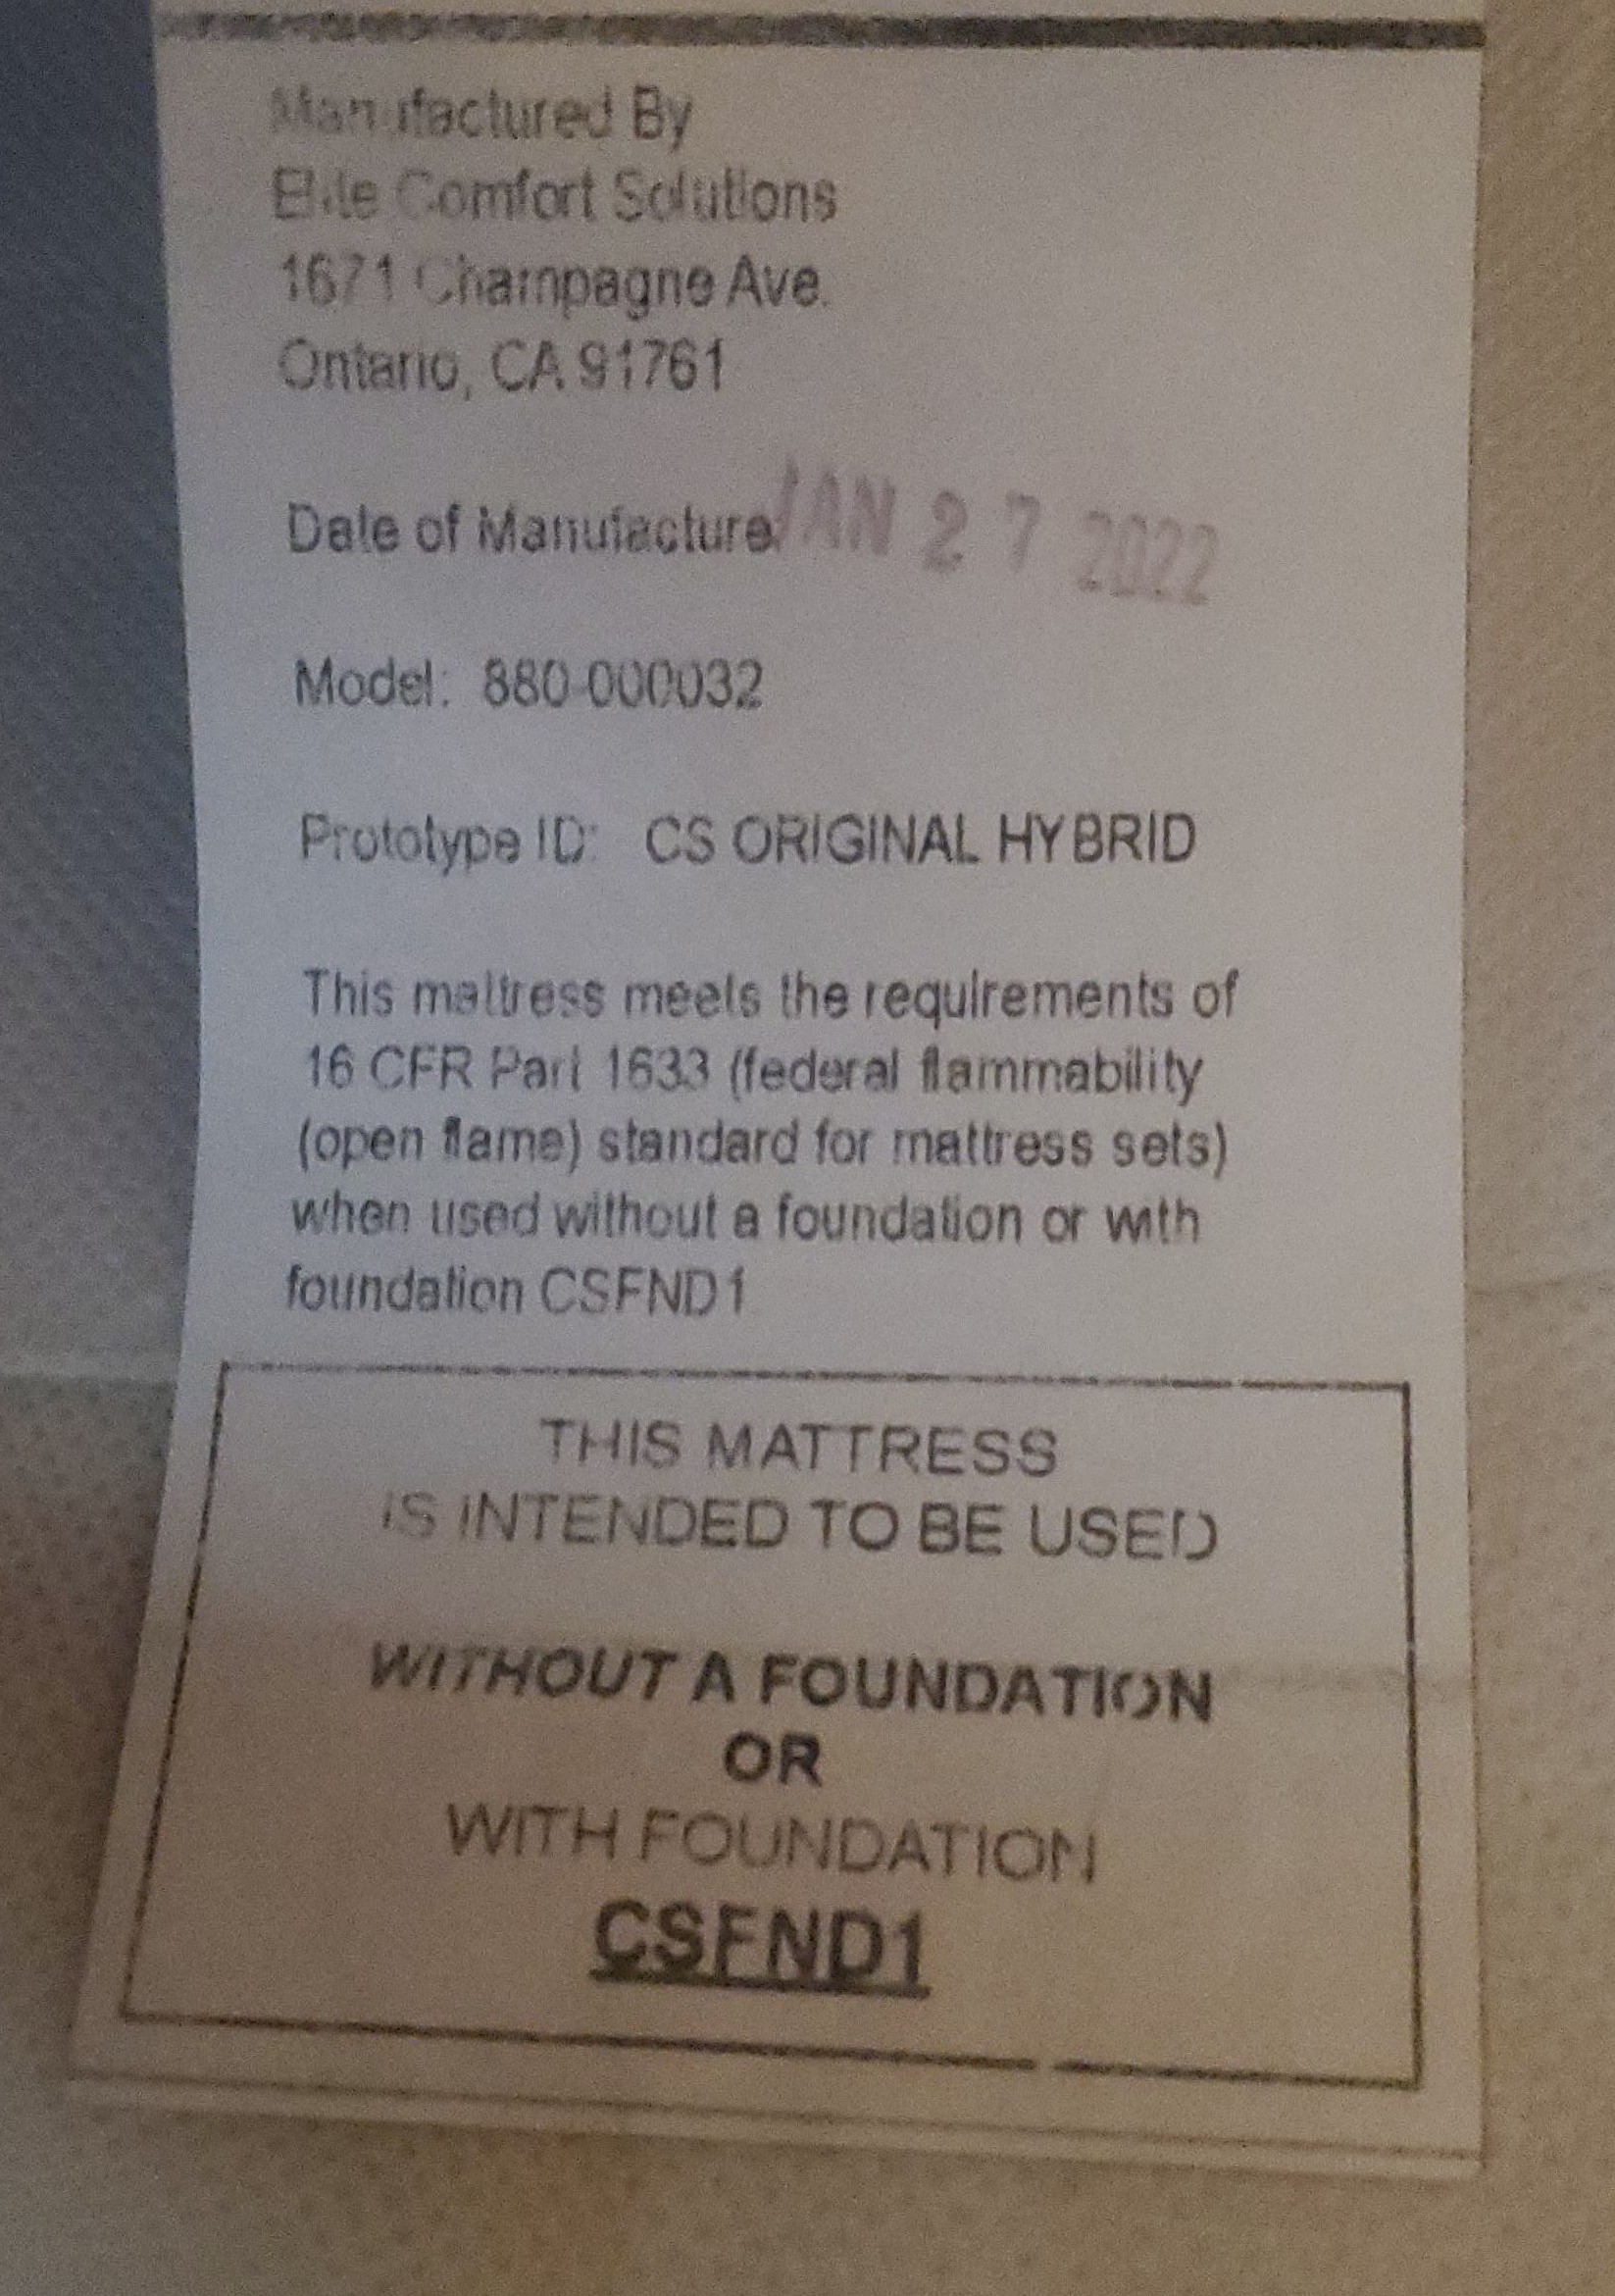 Manufactured By
Elite Comfort Solutions
1671 Champagne Ave.
Ontario, CA 91761
Date of Manufacture JAN 27 2022
Model: 880-000032
Prototype ID: CS ORIGINAL HYBRID
This mattress meets the requirements of
16 CFR Part 1633 (federal flammability
(open flame) standard for mattress sets)
when used without a foundation or with
foundation CSFND1
THIS MATTRESS
IS INTENDED TO BE USED
WITHOUT A FOUNDATION
OR
WITH FOUNDATION
CSFND1